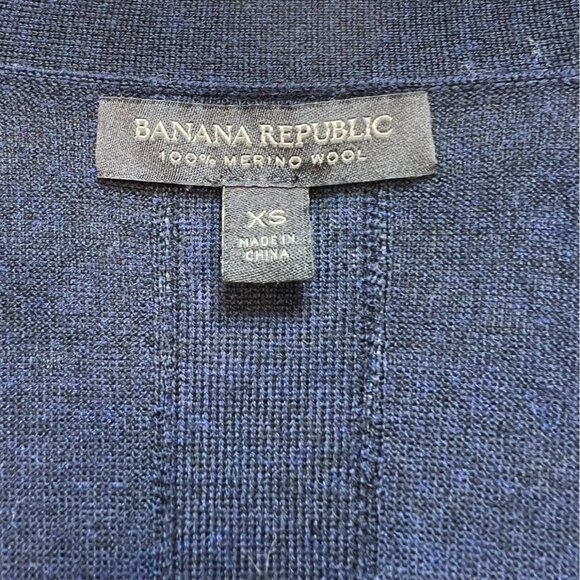 BANANA REPUBLIC
100% MERINO WOOL
XS
MADE IN
CHINA